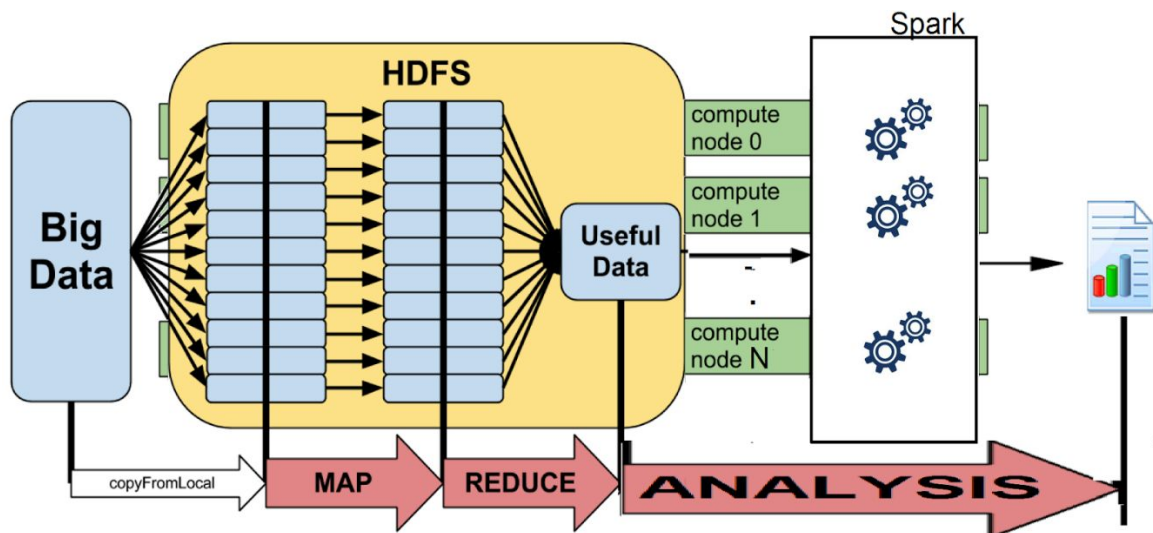 Spark
HDFS
Big
Data
Useful
Data
compute
node 0
compute
node 1
compute
node N
copyFromLocal
MAP
REDUCE
ANALYSIS